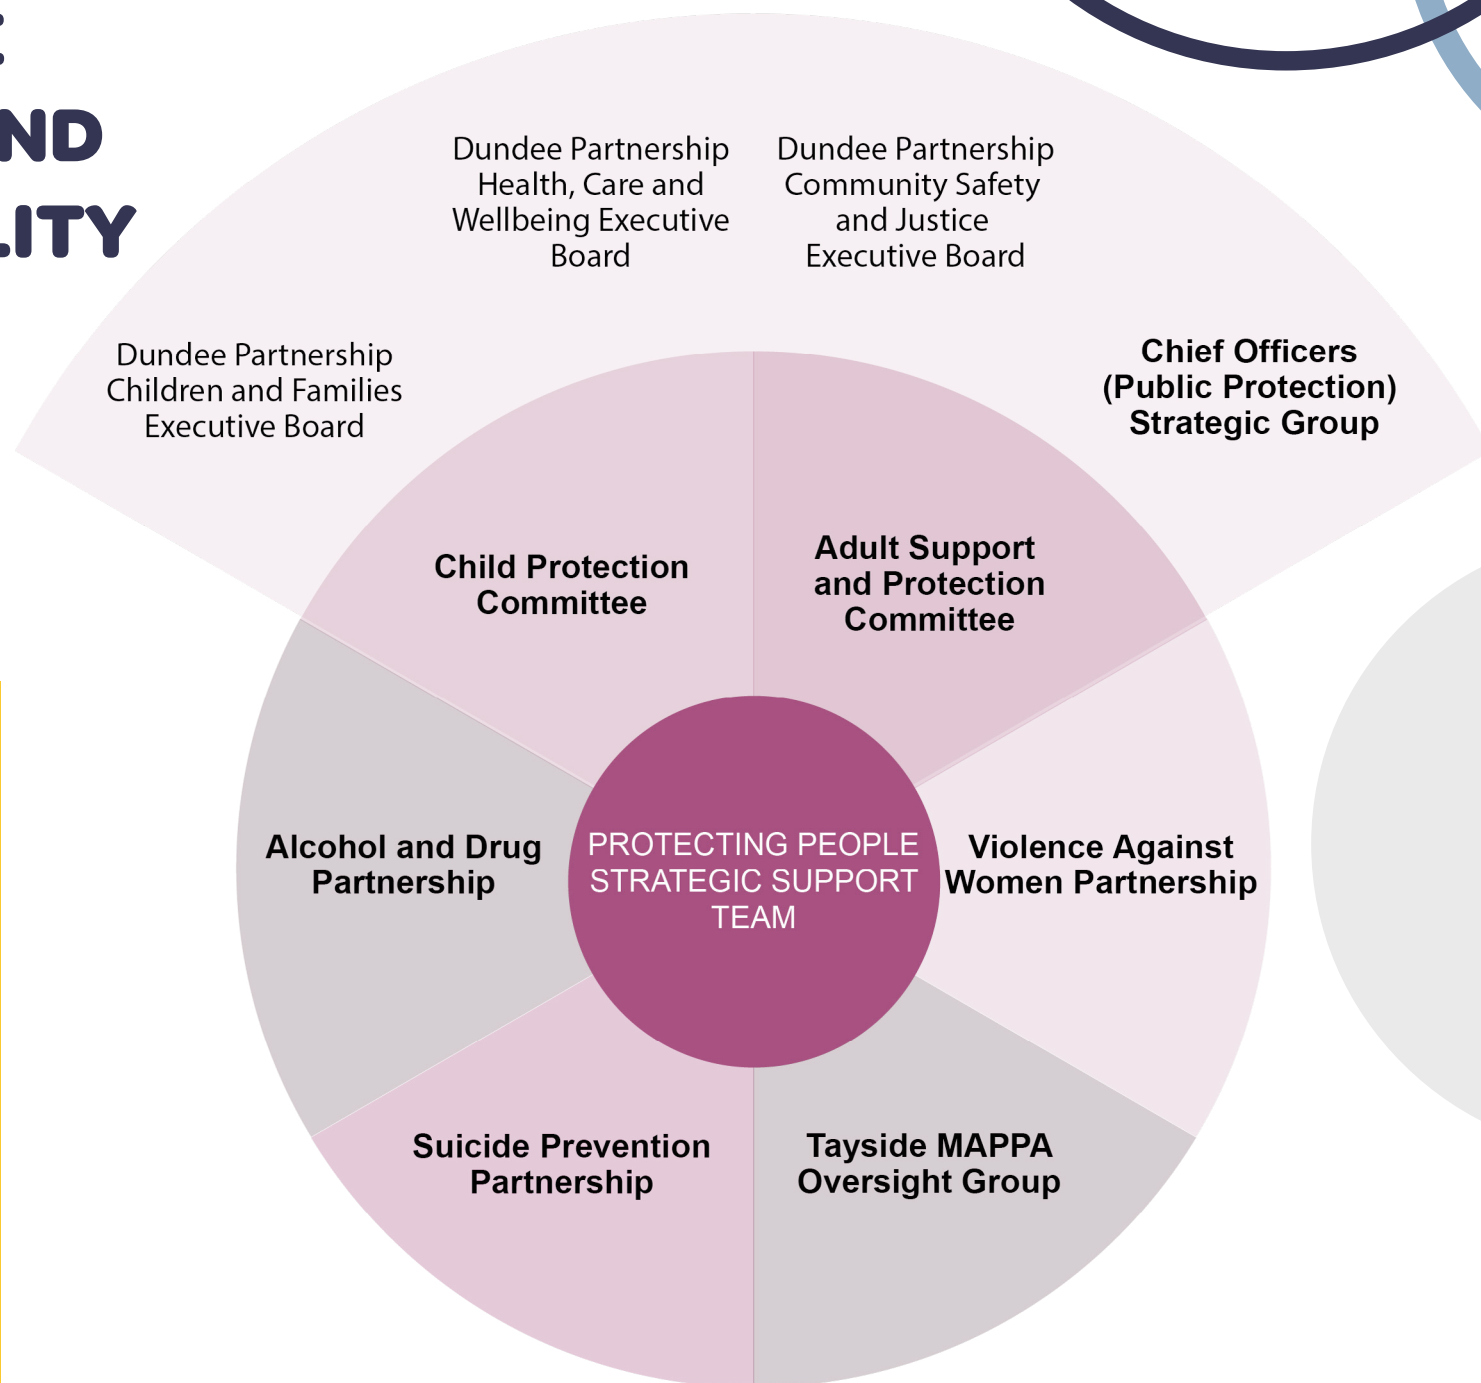 ND
LITY
Dundee Partnership
Health, Care and
Wellbeing Executive
Board
Dundee Partnership
Community Safety
and Justice
Executive Board
Dundee Partnership
Children and Families
Executive Board
Chief Officers
(Public Protection)
Strategic Group
Child Protection
Committee
Adult Support
and Protection
Committee
Alcohol and Drug
Partnership
PROTECTING PEOPLE
STRATEGIC SUPPORT
TEAM
Violence Against
Women Partnership
Suicide Prevention
Partnership
Tayside MAPPA
Oversight Group